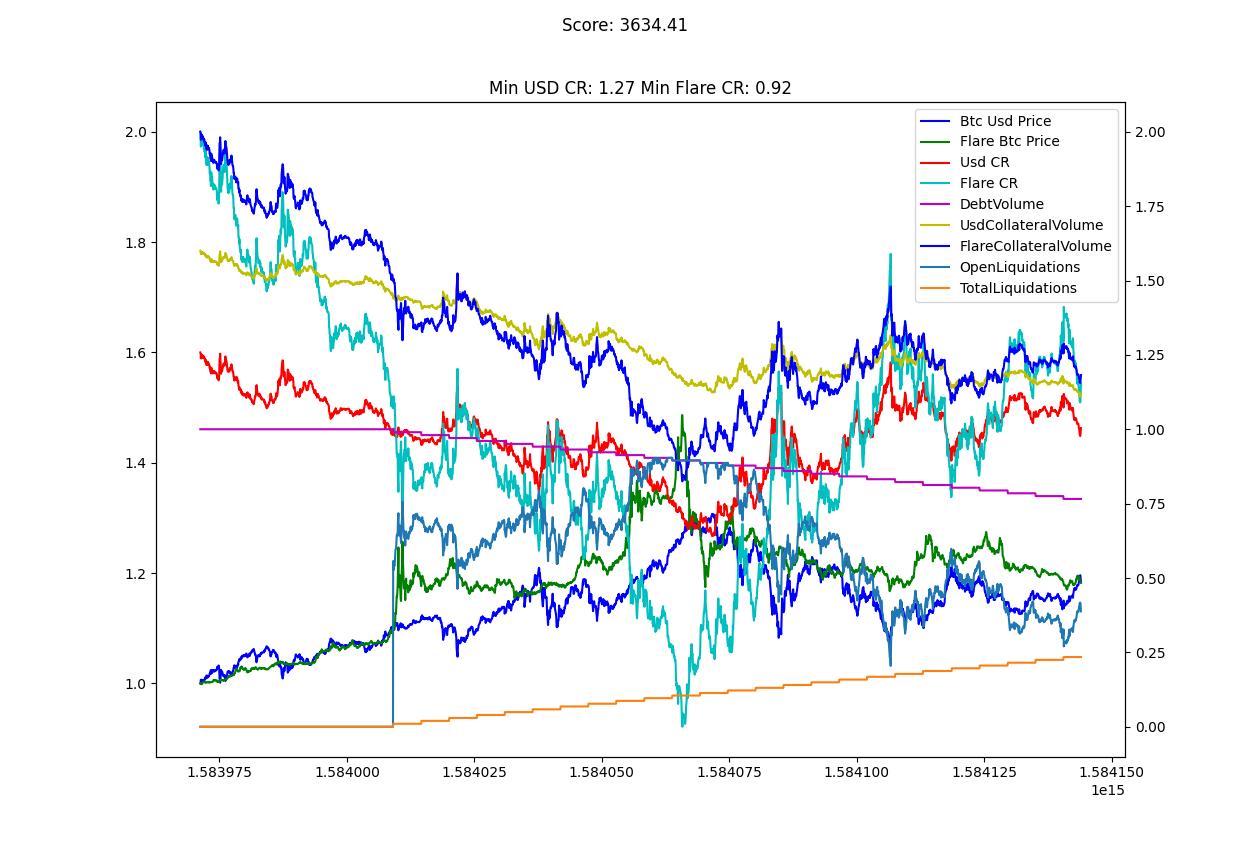 Score: 3634.41
Min USD CR: 1.27 Min Flare CR: 0.92
2.0
1.8
1.6
1.4
1.2
1.0
2.00
1.75
1.50
1.25
1.00
0.75
0.50
0.25
0.00
Btc Usd Price
Flare Btc Price
Usd CR
Flare CR
DebtVolume
UsdCollateralVolume
FlareCollateralVolume
OpenLiquidations
TotalLiquidations
1.583975 1.584000 1.584025 1.584050 1.584075 1.584100 1.584125 1.584150
1e15